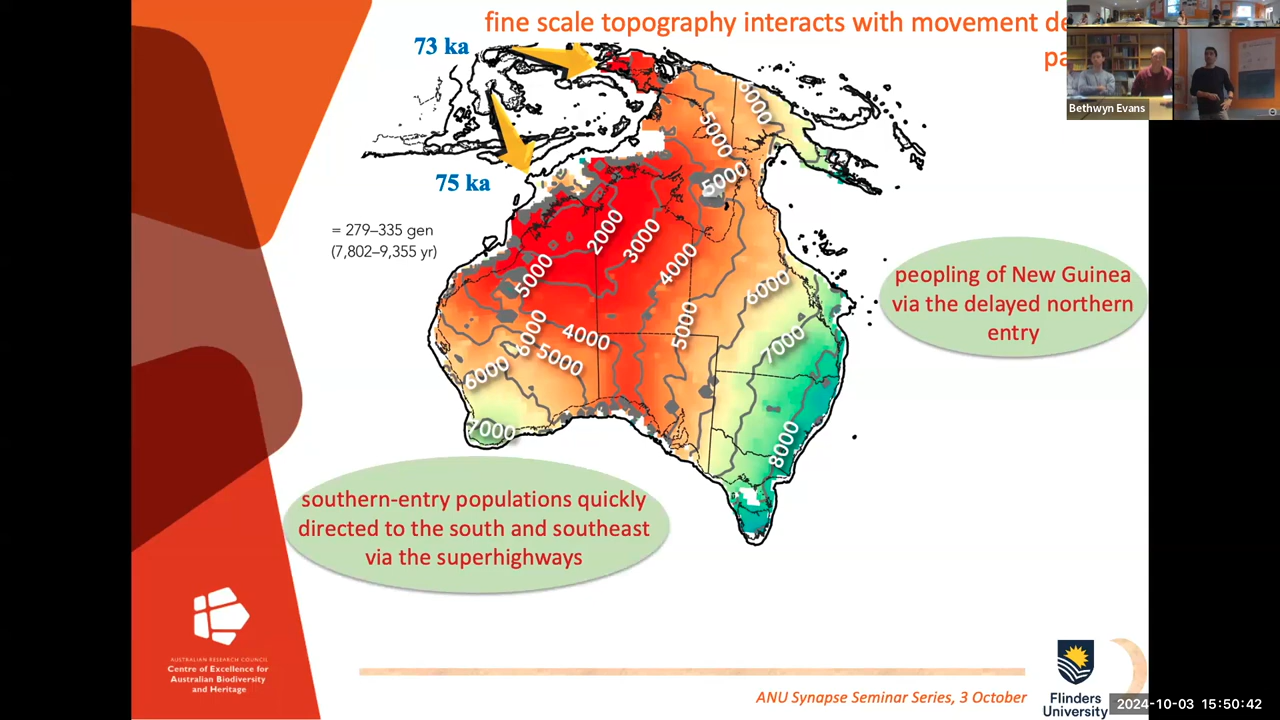 fine scale topography interacts with movement de
pa
73 ka
75 ka
= 279–335 gen
(7,802–9,355 yr)
6000
5000
5000
2000
3000
4000
5000
6000
5000
6000
4000
5000
6000
7000
7000
8000
peopling of New Guinea
via the delayed northern
entry
southern-entry populations quickly
directed to the south and southeast
via the superhighways
AUSTRALIAN RESEARCH COUNCIL
Centre of Excellence for
Australian Biodiversity
and Heritage
ANU Synapse Seminar Series, 3 October
Flinders
University
Bethwyn Evans
2024-10-03 15:50:42